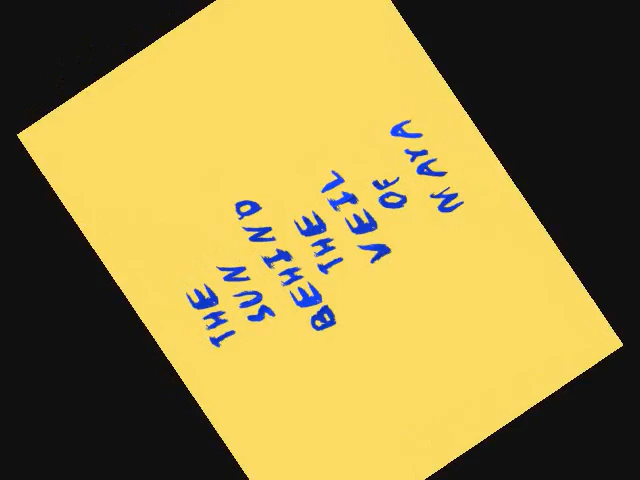 THE
SUN
BEHIND
THE
VEIL
OF
MAYA